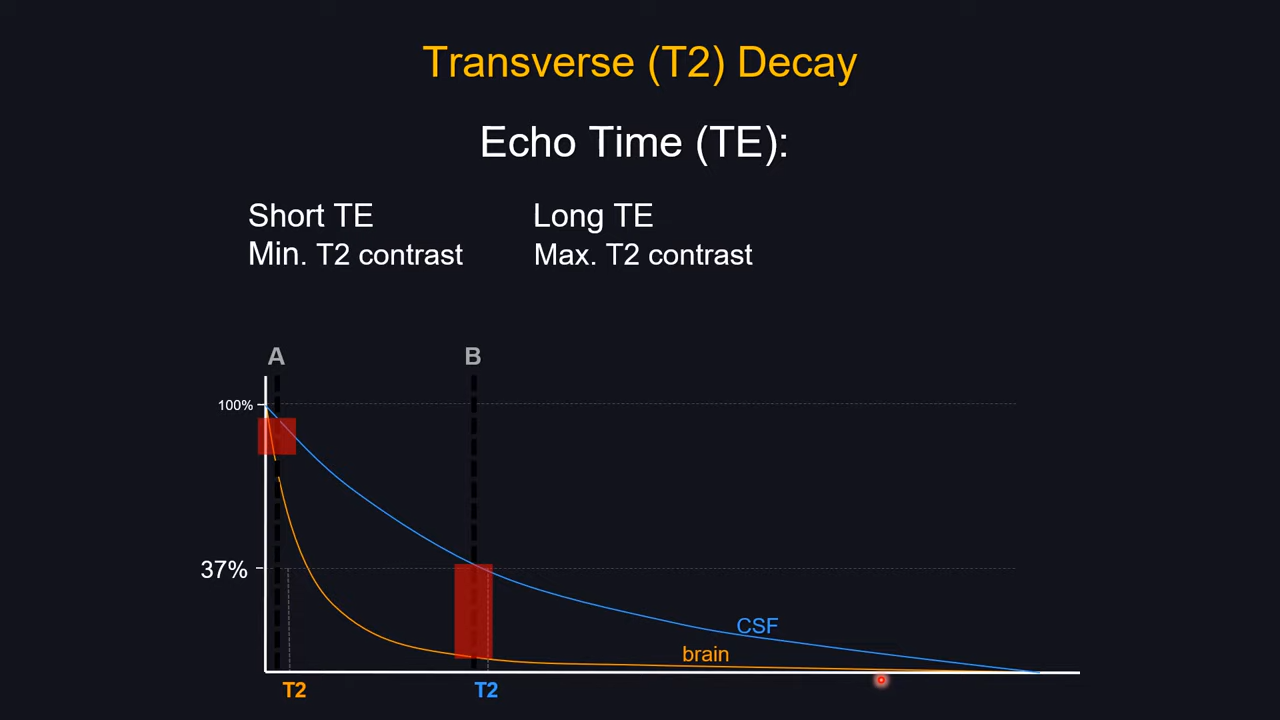 Transverse (T2) Decay
Echo Time (TE):
Short TE
Min. T2 contrast
Long TE
Max. T2 contrast
A
B
100%
37%
CSF
brain
T2
T2